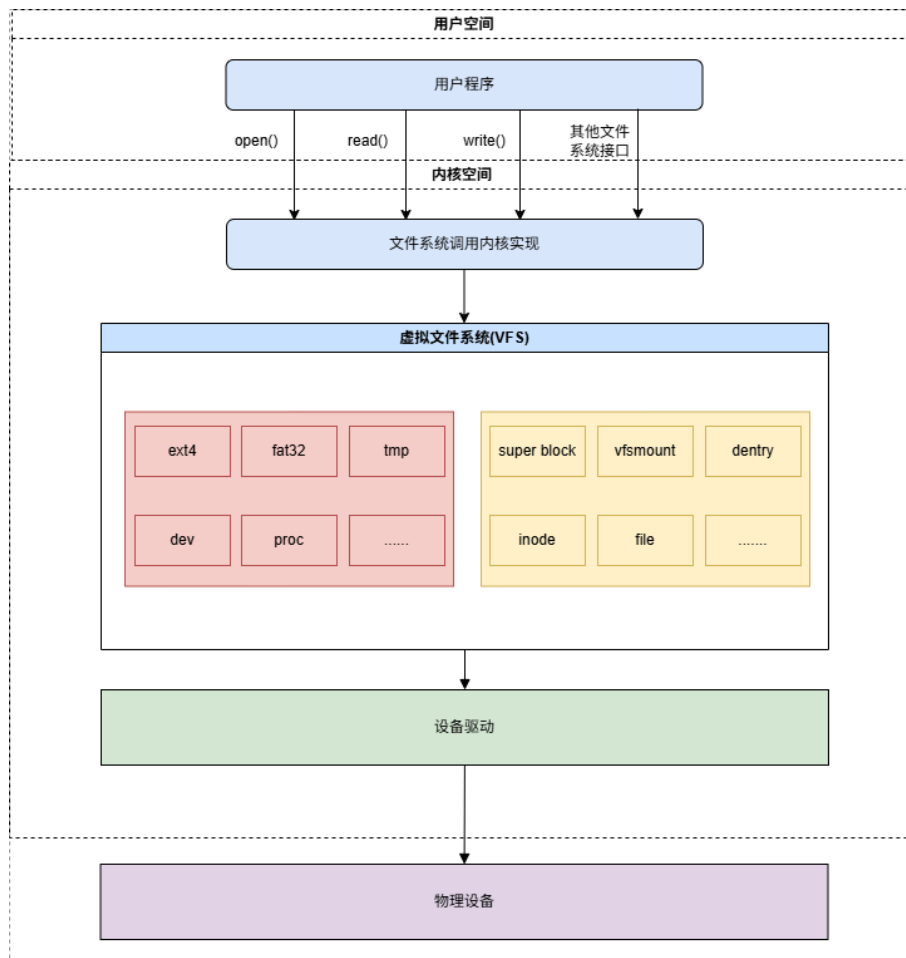 用户空间
用户程序
open()
read()
write()
其他文件
系统接口
内核空间
文件系统调用内核实现
虚拟文件系统(VFS)
ext4
fat32
tmp
super block
vfsmount
dentry
dev
proc
......
inode
file
.......
设备驱动
物理设备